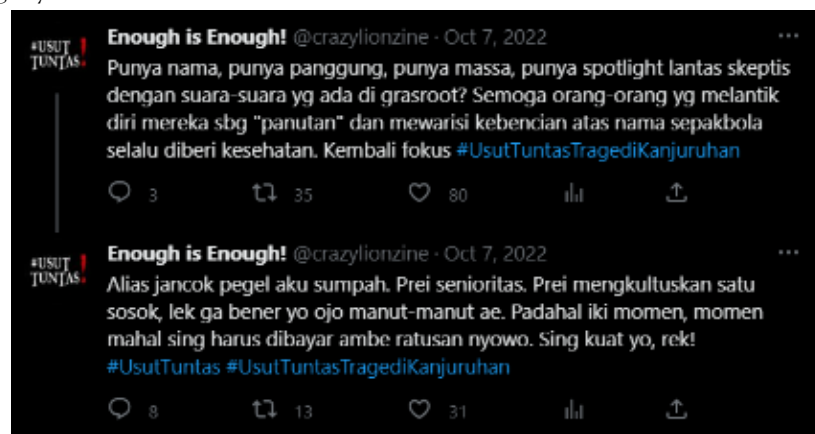 #USUT
TUNTAS!
Enough is Enough! @crazylionzine · Oct 7, 2022
Punya nama, punya panggung, punya massa, punya spotlight lantas skeptis
dengan suara-suara yg ada di grasroot? Semoga orang-orang yg melantik
diri mereka sbg "panutan" dan mewarisi kebencian atas nama sepakbola
selalu diberi kesehatan. Kembali fokus #UsutTuntasTragediKanjuruhan
3 35 80
#USUT
TUNTAS!
Enough is Enough! @crazylionzine · Oct 7, 2022
Alias jancok pegel aku sumpah. Prei senioritas. Prei mengkultuskan satu
sosok, lek ga bener yo ojo manut-manut ae. Padahal iki momen, momen
mahal sing harus dibayar ambe ratusan nyowo. Sing kuat yo, rek!
#UsutTuntas #UsutTuntasTragediKanjuruhan
8 13 31